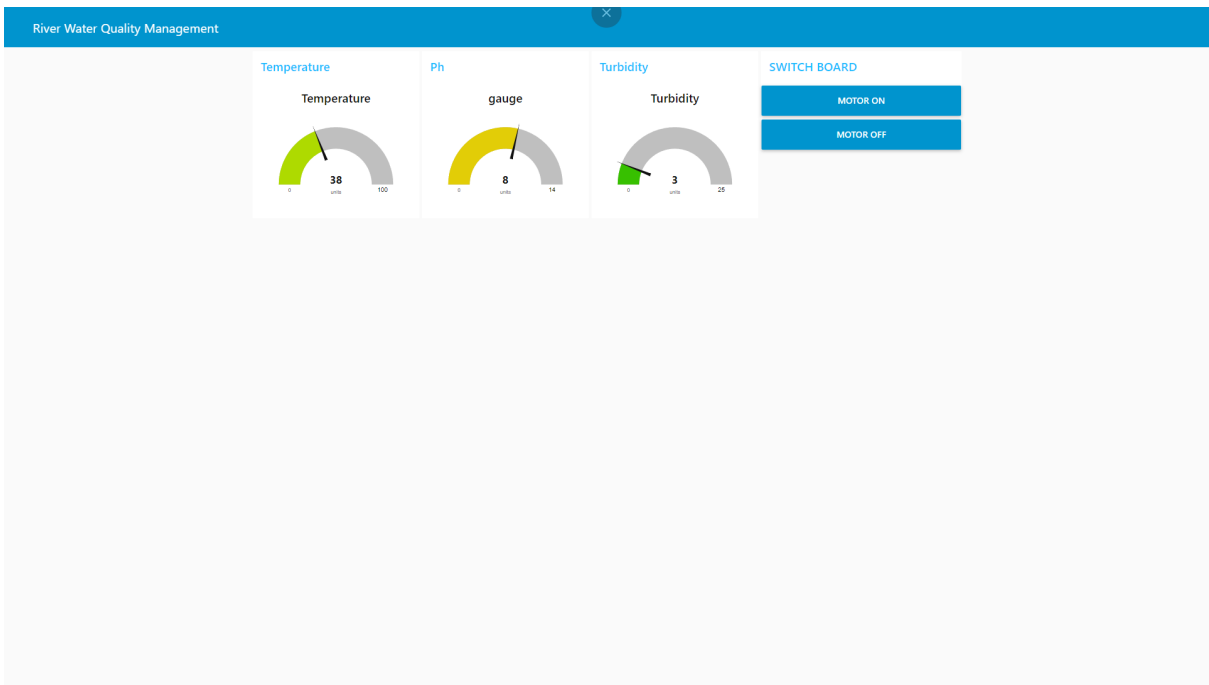 River Water Quality Management
Temperature
Temperature
38
units
0
100
Ph
gauge
8
units
0
14
Turbidity
Turbidity
3
units
0
25
SWITCH BOARD
MOTOR ON
MOTOR OFF